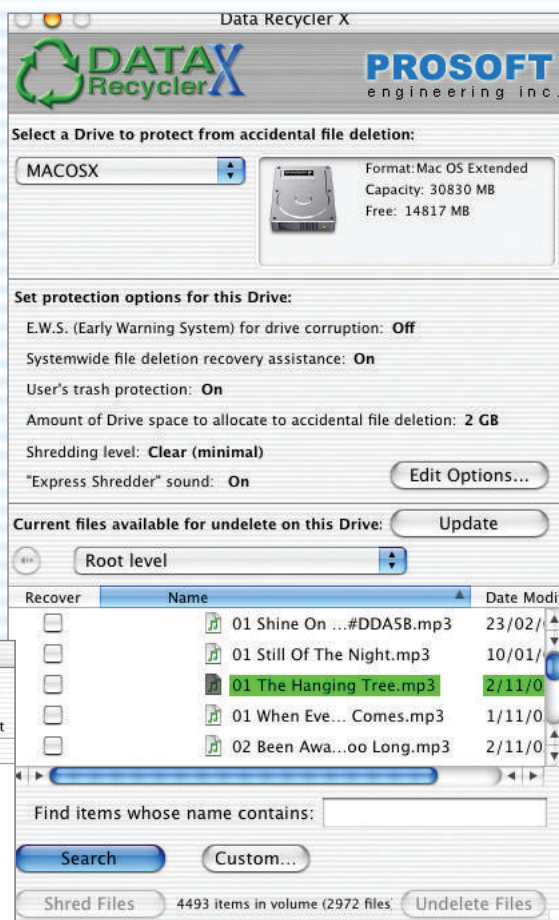 Data Recycler X
DATA X
Recycler
PROSOFT
engineering inc.
Select a Drive to protect from accidental file deletion:
MACOSX
Format: Mac OS Extended
Capacity: 30830 MB
Free: 14817 MB
Set protection options for this Drive:
E.W.S. (Early Warning System) for drive corruption: Off
Systemwide file deletion recovery assistance: On
User's trash protection: On
Amount of Drive space to allocate to accidental file deletion: 2 GB
Shredding level: Clear (minimal)
"Express Shredder" sound: On
Edit Options...
Current files available for undelete on this Drive:
Update
Root level
Recover Name Date Modi
01 Shine On ...#DDA5B.mp3 23/02/
01 Still Of The Night.mp3 10/01/
01 The Hanging Tree.mp3 2/11/0
01 When Eve... Comes.mp3 1/11/0
02 Been Awa...oo Long.mp3 2/11/0
Find items whose name contains:
Search Custom...
Shred Files 4493 items in volume (2972 files Undelete Files